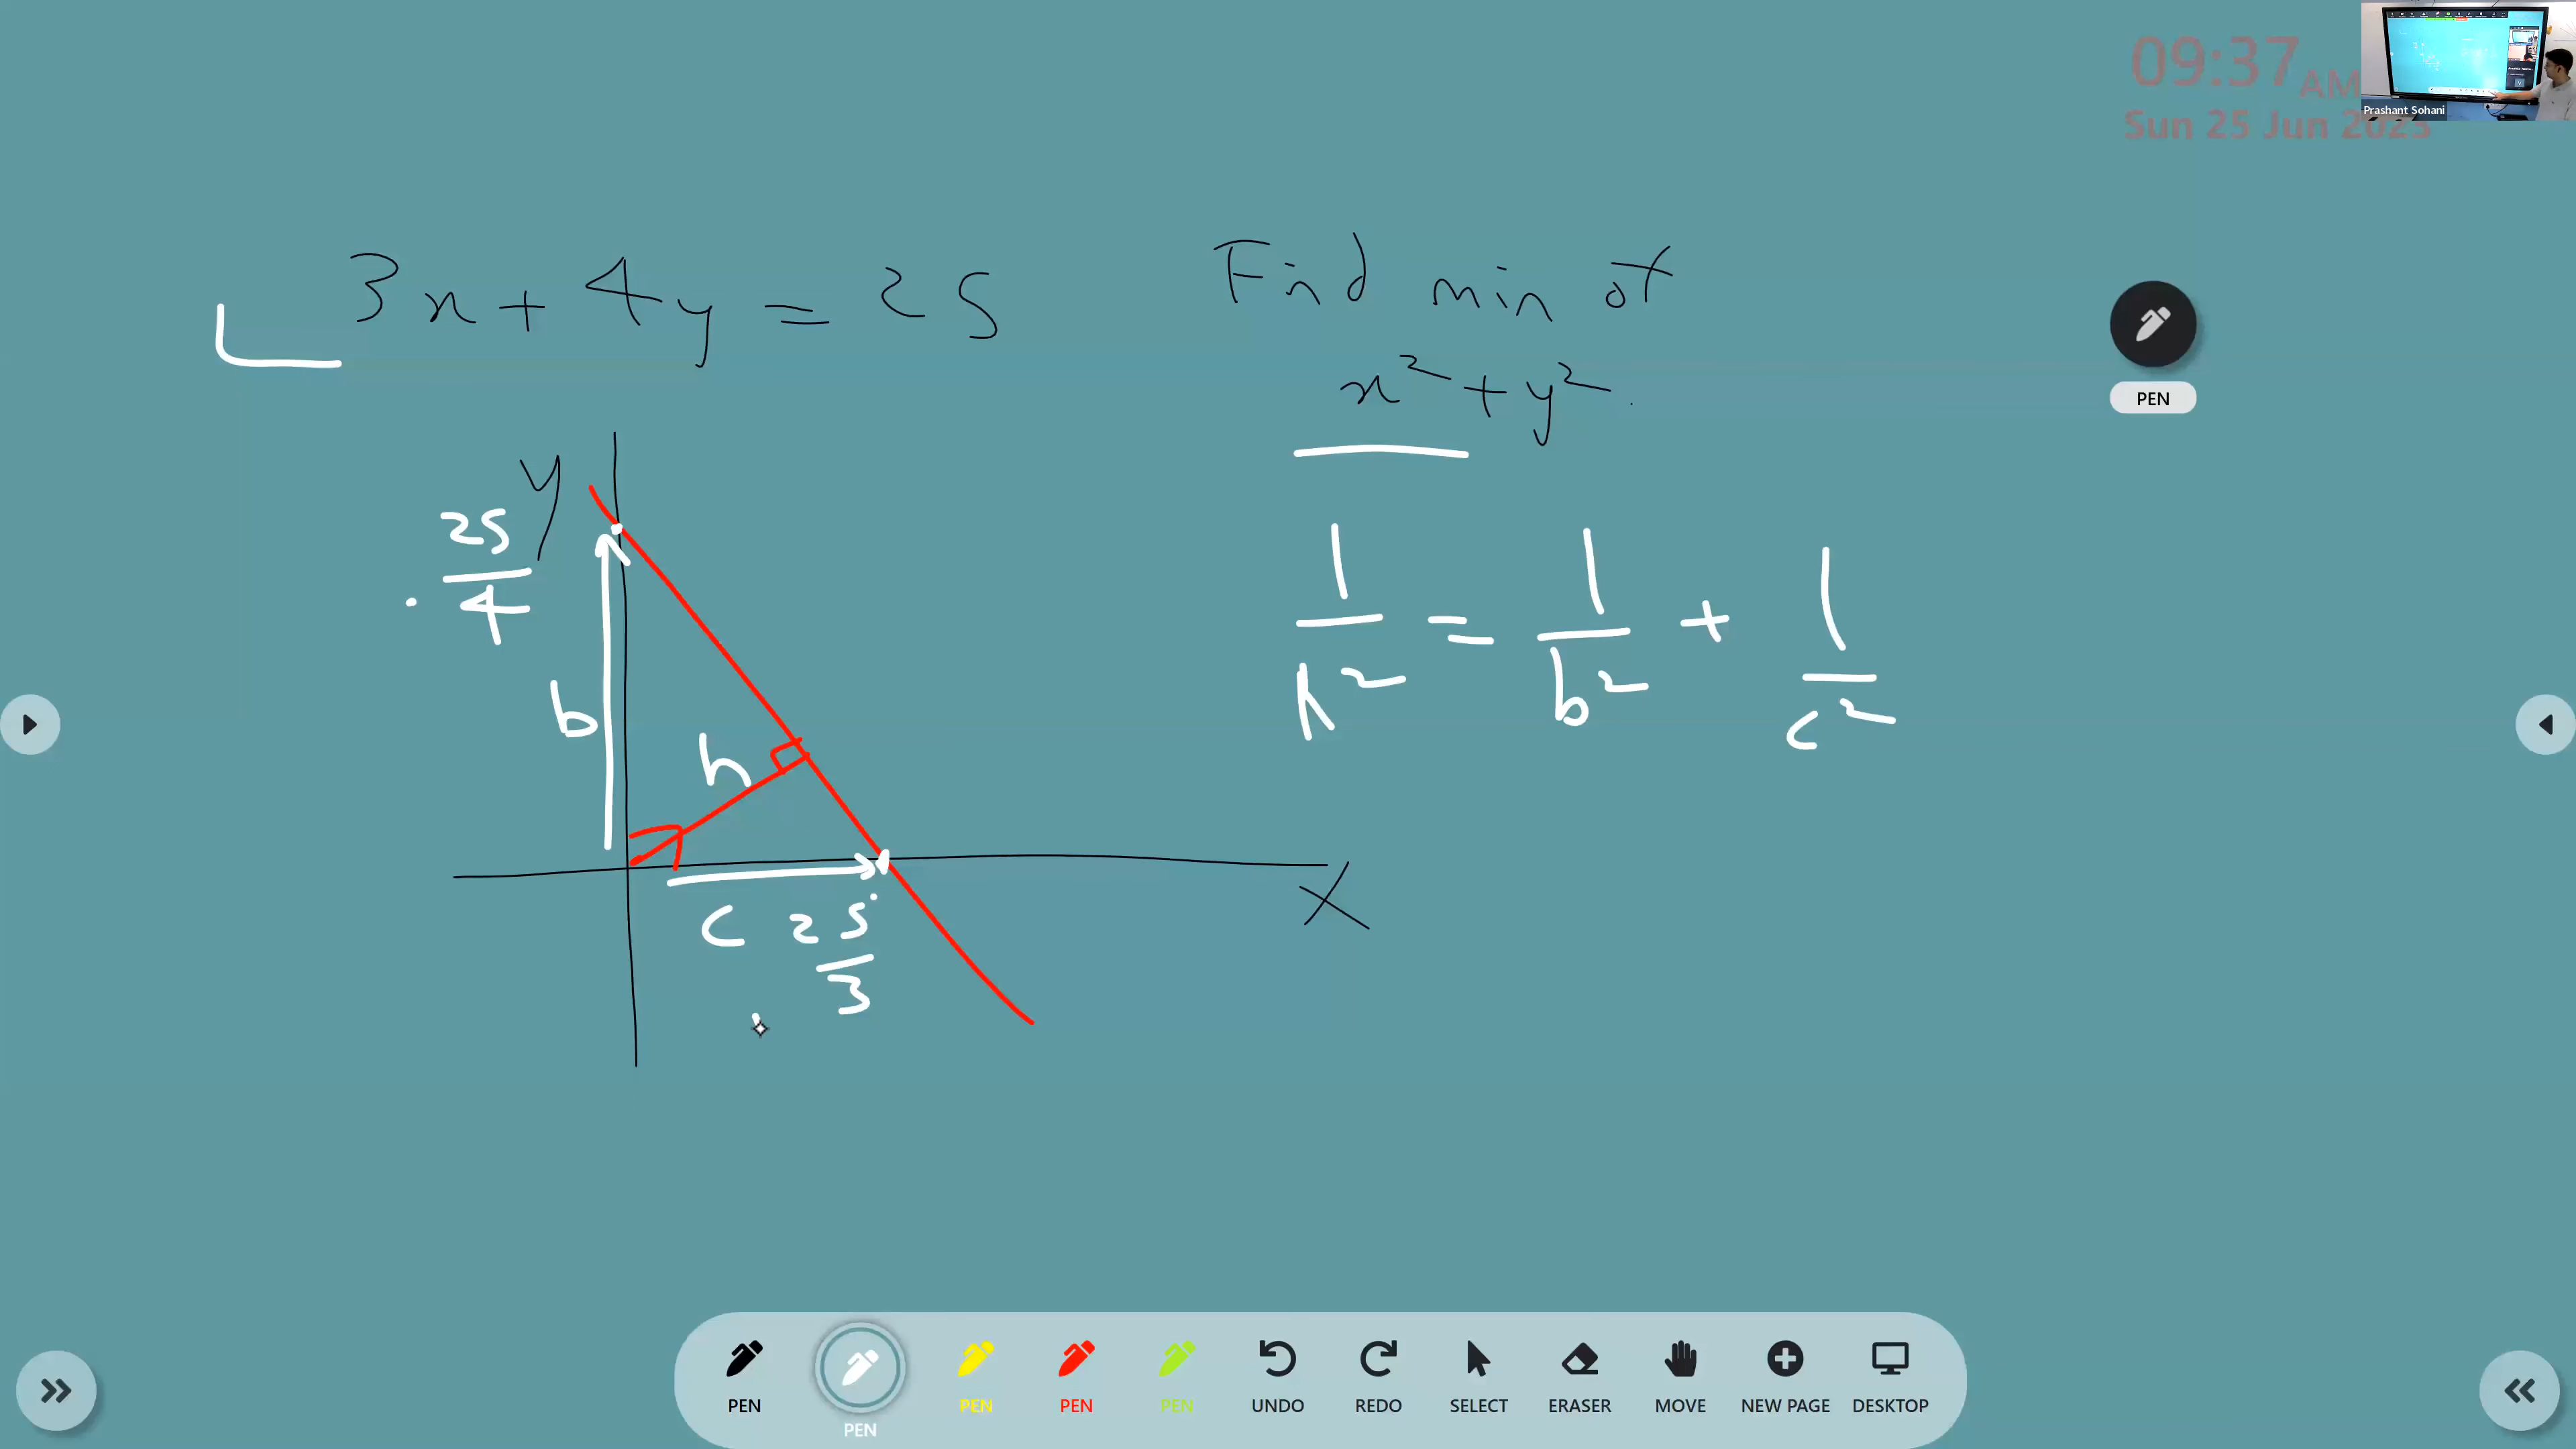 09:37 AM
Sun 25 Jun 2023
Prashant Sohani
3x + 4y = 25
Find min of
x² + y².
PEN
y
25/4
b
h
c 25/3
X
1/h² = 1/b² + 1/c²
PEN
PEN
PEN
PEN
PEN
UNDO
REDO
SELECT
ERASER
MOVE
NEW PAGE
DESKTOP